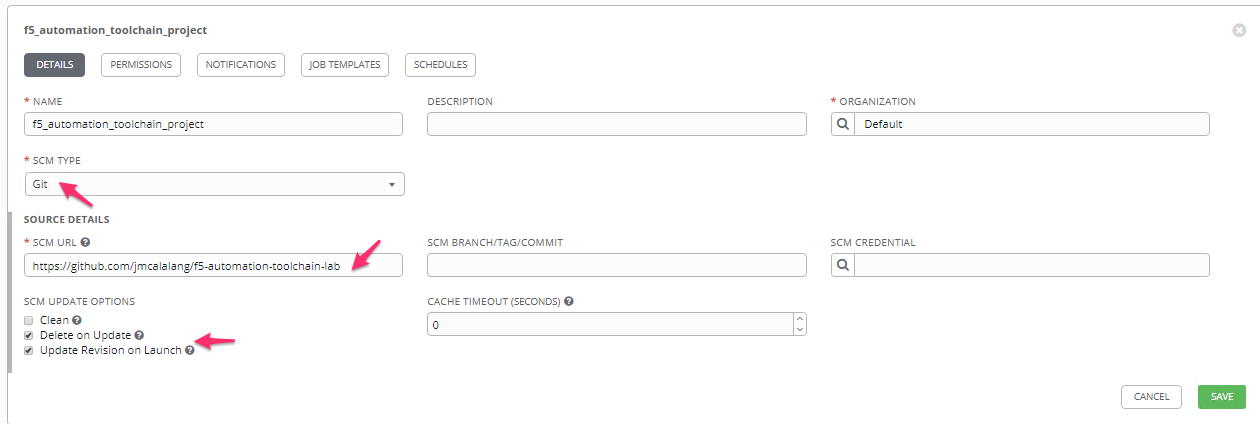 f5_automation_toolchain_project
DETAILS PERMISSIONS NOTIFICATIONS JOB TEMPLATES SCHEDULES
* NAME DESCRIPTION * ORGANIZATION
f5_automation_toolchain_project Default
* SCM TYPE
Git
SOURCE DETAILS
* SCM URL ? SCM BRANCH/TAG/COMMIT SCM CREDENTIAL
https://github.com/jmcalalang/f5-automation-toolchain-lab
SCM UPDATE OPTIONS CACHE TIMEOUT (SECONDS) ?
Clean ?
0
Delete on Update ?
Update Revision on Launch ?
CANCEL SAVE